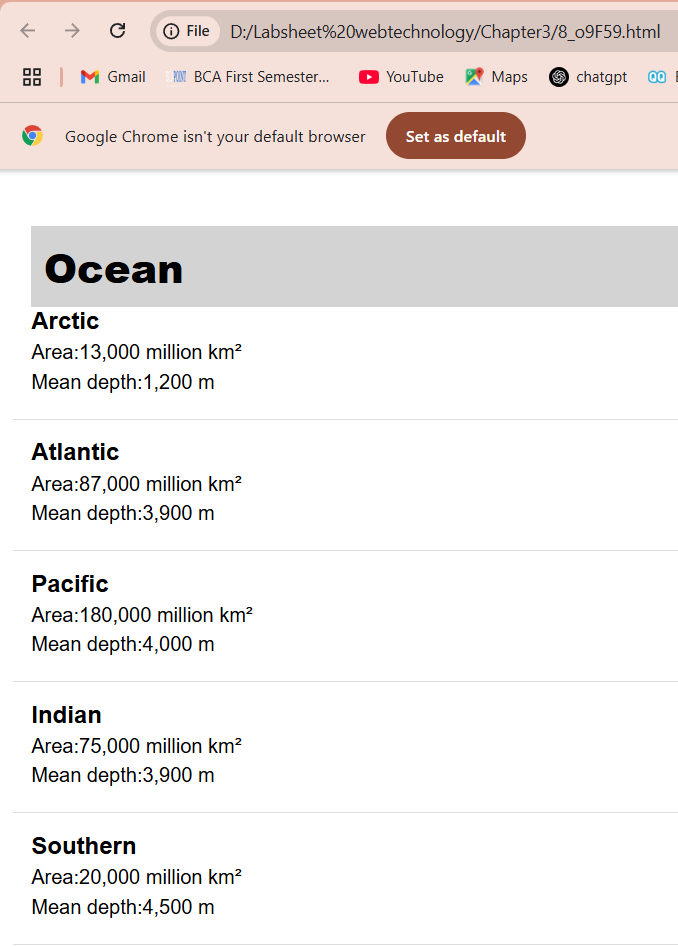 File D:/Labsheet%20webtechnology/Chapter3/8_o9F59.html
Gmail BCA First Semester... YouTube Maps chatgpt
Google Chrome isn't your default browser Set as default
Ocean
Arctic
Area:13,000 million km²
Mean depth:1,200 m
Atlantic
Area:87,000 million km²
Mean depth:3,900 m
Pacific
Area:180,000 million km²
Mean depth:4,000 m
Indian
Area:75,000 million km²
Mean depth:3,900 m
Southern
Area:20,000 million km²
Mean depth:4,500 m